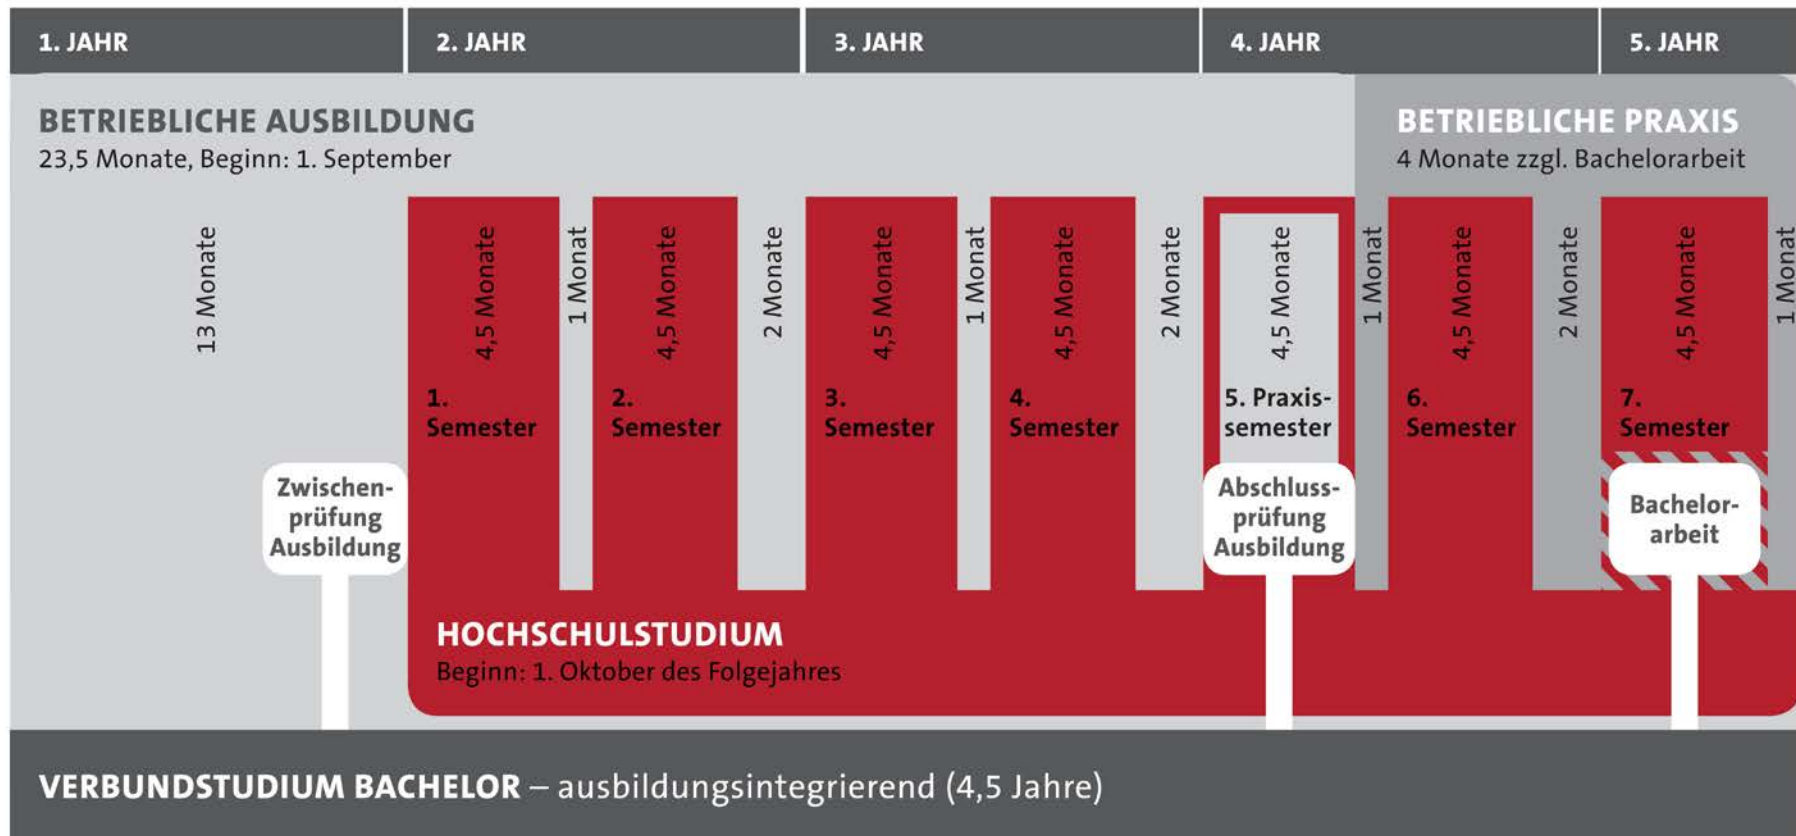 1. JAHR
2. JAHR
3. JAHR
4. JAHR
5. JAHR
BETRIEBLICHE AUSBILDUNG
23,5 Monate, Beginn: 1. September
BETRIEBLICHE PRAXIS
4 Monate zzgl. Bachelorarbeit
13 Monate
4,5 Monate
1 Monat
4,5 Monate
2 Monate
4,5 Monate
1 Monat
4,5 Monate
2 Monate
4,5 Monate
1 Monat
4,5 Monate
2 Monate
4,5 Monate
1 Monat
1.
Semester
2.
Semester
3.
Semester
4.
Semester
5. Praxis-
semester
6.
Semester
7.
Semester
Zwischen-
prüfung
Ausbildung
Abschluss-
prüfung
Ausbildung
Bachelor-
arbeit
HOCHSCHULSTUDIUM
Beginn: 1. Oktober des Folgejahres
VERBUNDSTUDIUM BACHELOR – ausbildungsintegrierend (4,5 Jahre)